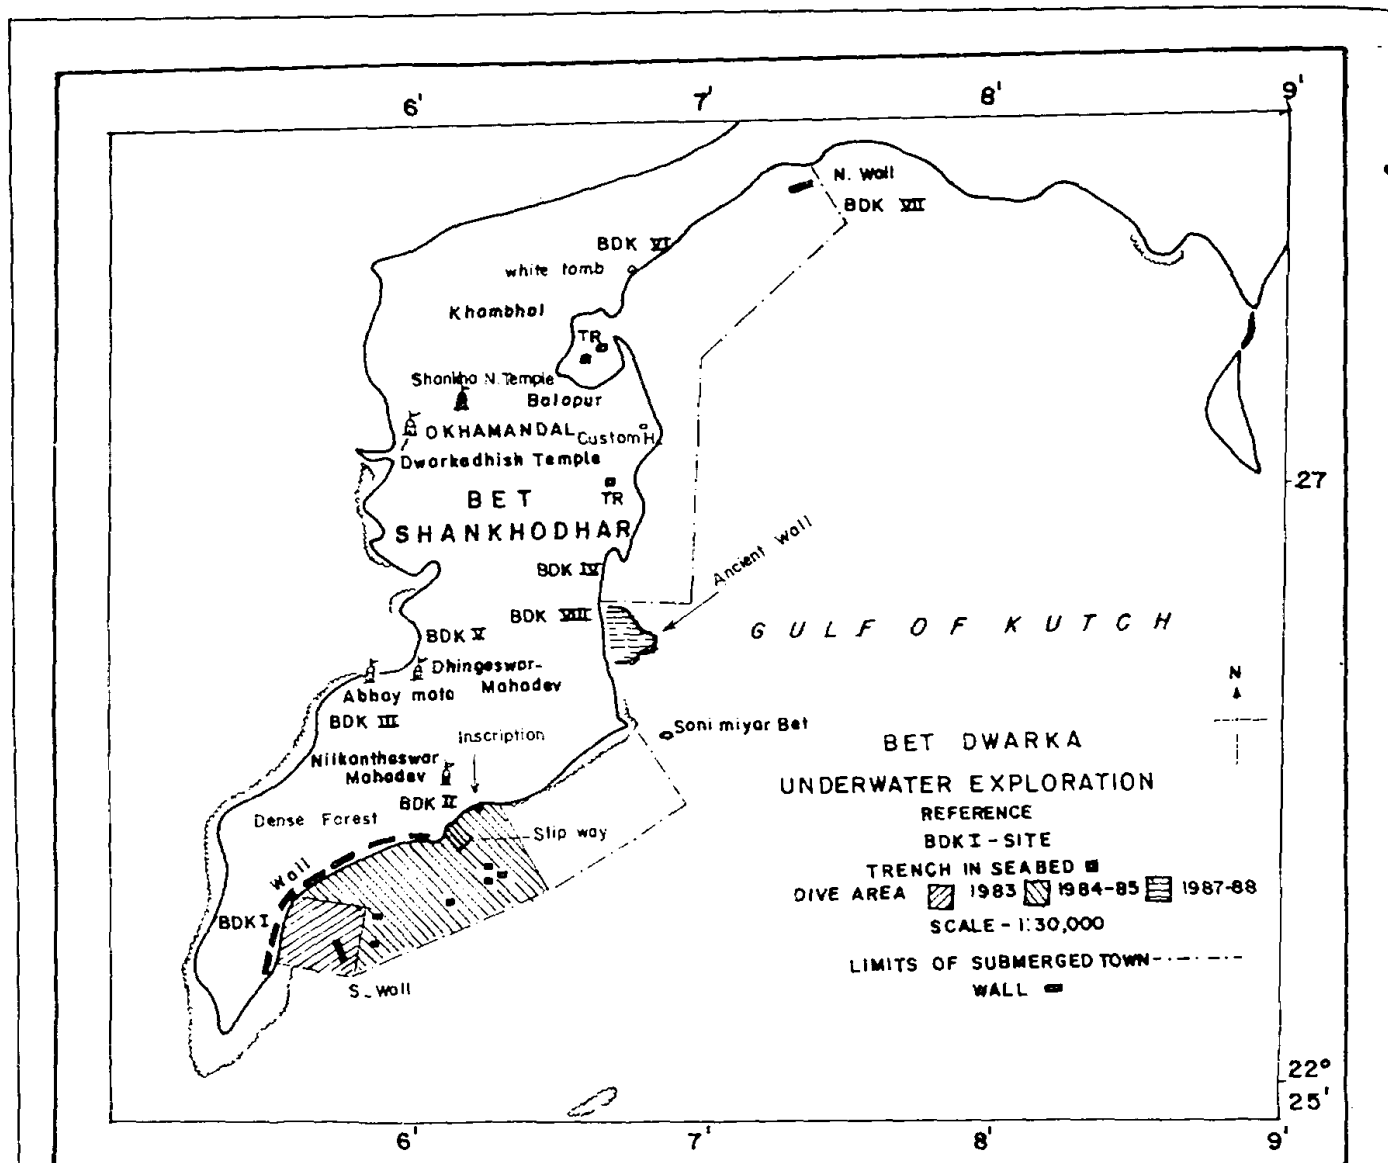 6' 7' 8' 9'
N. Wall
BDK VII
BDK VI
white tomb
Khambhal
TR
Shankha N. Temple
Balapur
OKHAMANDAL
Custom H.
Dwarkadhish Temple
27
BET
TR
SHANKHODHAR
Ancient Wall
BDK IV
BDK VIII
GULF OF KUTCH
BDK V
Dhingeswar-
Mahadev
Abhay mata
N
BDK III
Soni miyar Bet
Inscription
BET DWARKA
Nilkantheswar
Mahadev
UNDERWATER EXPLORATION
BDK II
REFERENCE
Dense Forest
Slip way
BDK I - SITE
Wall
TRENCH IN SEABED
DIVE AREA 1983 1984-85 1987-88
BDK I
SCALE - 1:30,000
LIMITS OF SUBMERGED TOWN
S_Wall
WALL
22°
25'
6' 7' 8' 9'